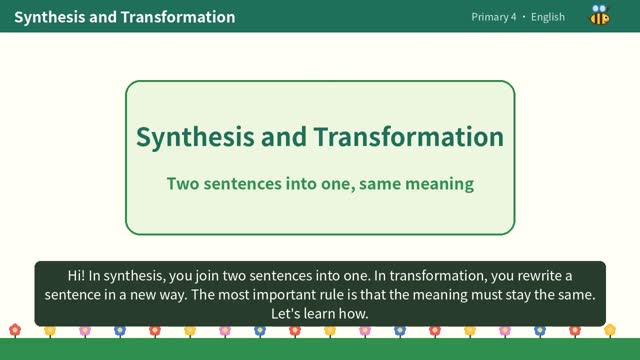 Synthesis and Transformation
Primary 4 · English
Synthesis and Transformation
Two sentences into one, same meaning
Hi! In synthesis, you join two sentences into one. In transformation, you rewrite a
sentence in a new way. The most important rule is that the meaning must stay the same.
Let's learn how.